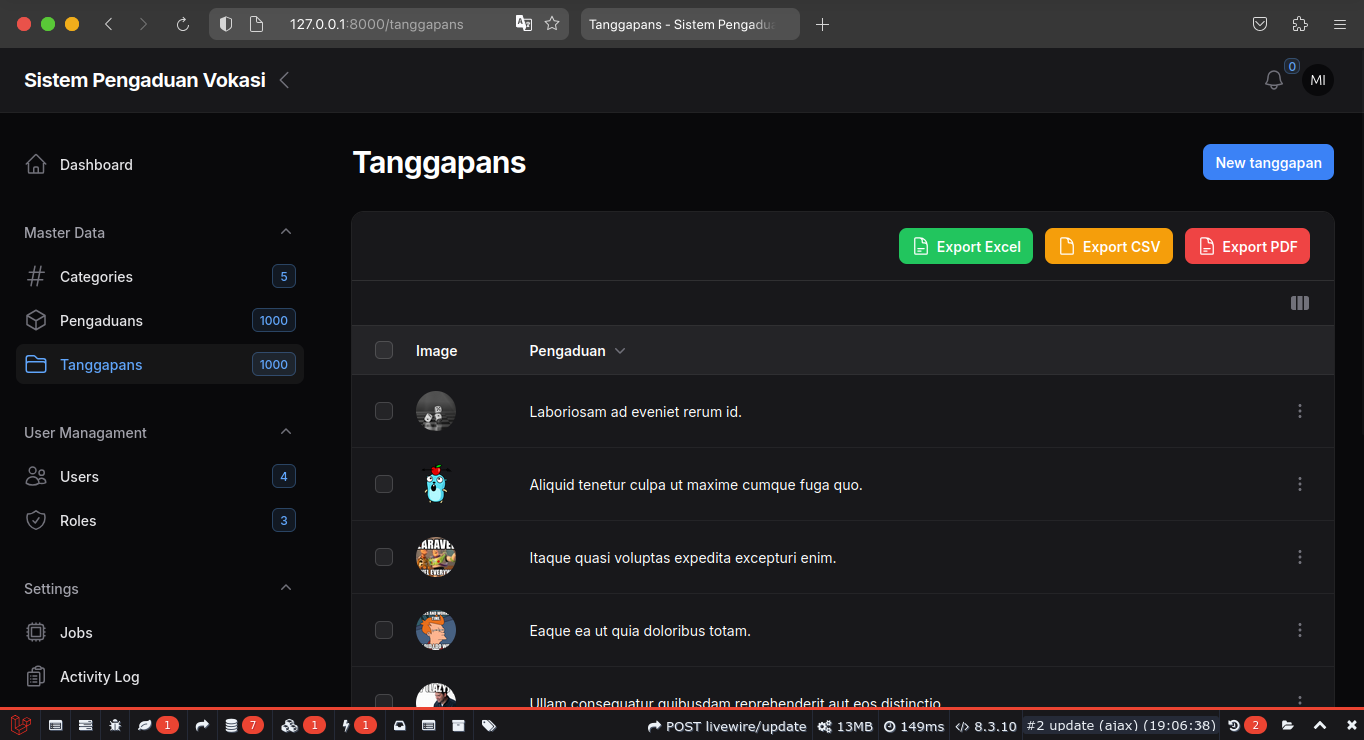 127.0.0.1:8000/tanggapans
Tanggapans - Sistem Pengadua
Sistem Pengaduan Vokasi
0
MI
Dashboard
Master Data
Categories 5
Pengaduans 1000
Tanggapans 1000
User Managament
Users 4
Roles 3
Settings
Jobs
Activity Log
Tanggapans
New tanggapan
Export Excel
Export CSV
Export PDF
Image Pengaduan
Laboriosam ad eveniet rerum id.
Aliquid tenetur culpa ut maxime cumque fuga quo.
Itaque quasi voluptas expedita excepturi enim.
Eaque ea ut quia doloribus totam.
Ullam consequatur quibusdam reprehenderit aut eos distinctio.
1 7 1 1 POST livewire/update 13MB 149ms 8.3.10 #2 update (ajax) (19:06:38) 2